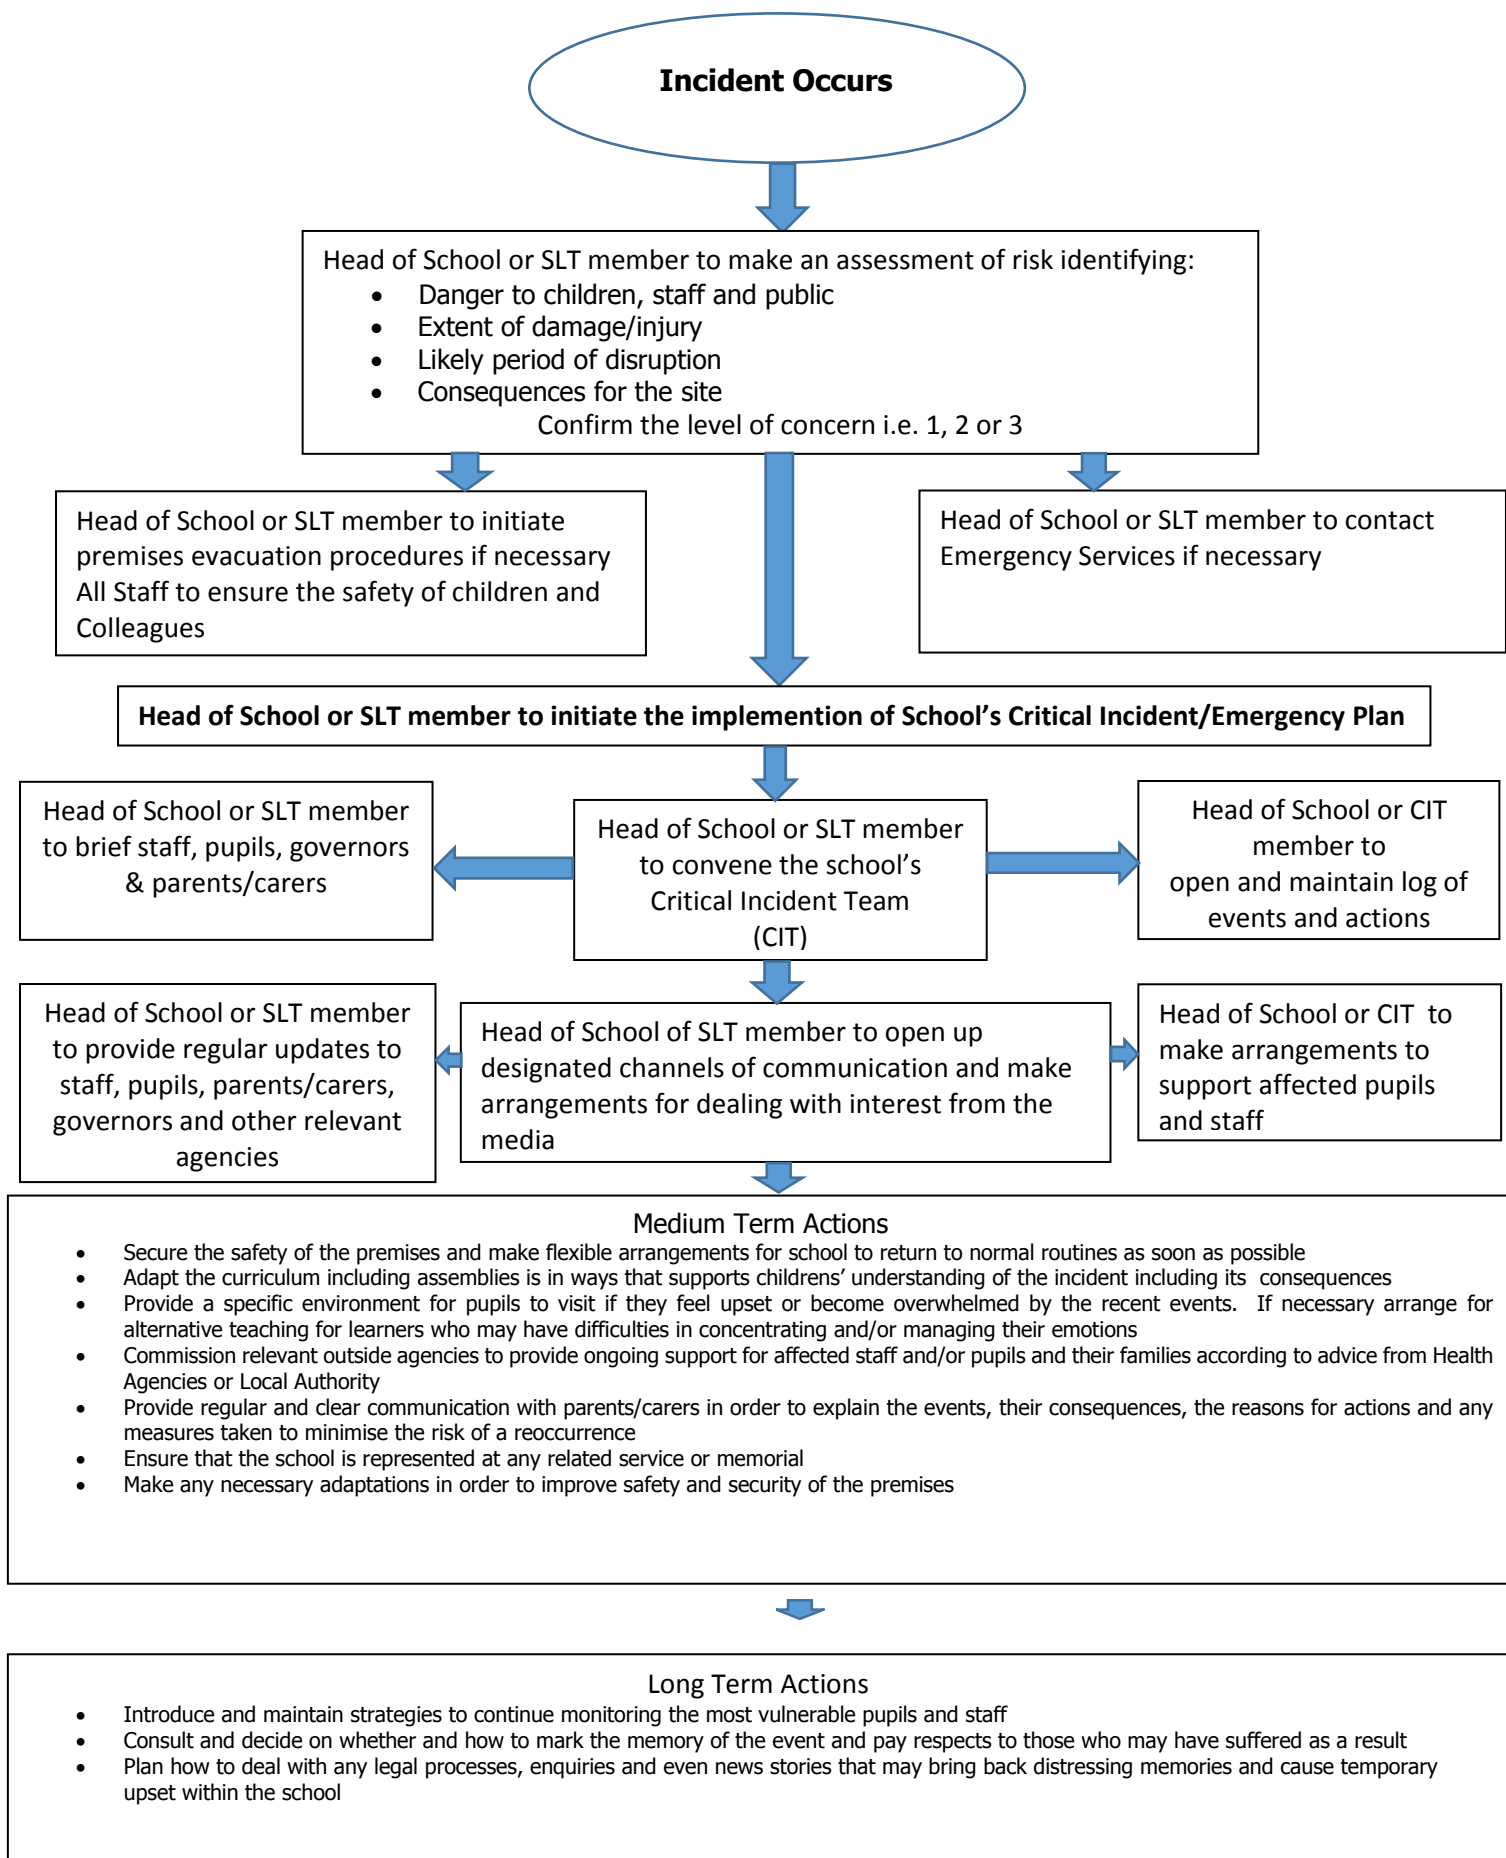 Incident Occurs
Head of School or SLT member to make an assessment of risk identifying:
• Danger to children, staff and public
• Extent of damage/injury
• Likely period of disruption
• Consequences for the site
Confirm the level of concern i.e. 1, 2 or 3
Head of School or SLT member to initiate
premises evacuation procedures if necessary
All Staff to ensure the safety of children and
Colleagues
Head of School or SLT member to contact
Emergency Services if necessary
Head of School or SLT member to initiate the implemention of School’s Critical Incident/Emergency Plan
Head of School or SLT member
to brief staff, pupils, governors
& parents/carers
Head of School or SLT member
to convene the school’s
Critical Incident Team
(CIT)
Head of School or CIT
member to
open and maintain log of
events and actions
Head of School or SLT member
to provide regular updates to
staff, pupils, parents/carers,
governors and other relevant
agencies
Head of School of SLT member to open up
designated channels of communication and make
arrangements for dealing with interest from the
media
Head of School or CIT to
make arrangements to
support affected pupils
and staff
Medium Term Actions
• Secure the safety of the premises and make flexible arrangements for school to return to normal routines as soon as possible
• Adapt the curriculum including assemblies is in ways that supports childrens’ understanding of the incident including its consequences
• Provide a specific environment for pupils to visit if they feel upset or become overwhelmed by the recent events. If necessary arrange for
alternative teaching for learners who may have difficulties in concentrating and/or managing their emotions
• Commission relevant outside agencies to provide ongoing support for affected staff and/or pupils and their families according to advice from Health
Agencies or Local Authority
• Provide regular and clear communication with parents/carers in order to explain the events, their consequences, the reasons for actions and any
measures taken to minimise the risk of a reoccurrence
• Ensure that the school is represented at any related service or memorial
• Make any necessary adaptations in order to improve safety and security of the premises
Long Term Actions
• Introduce and maintain strategies to continue monitoring the most vulnerable pupils and staff
• Consult and decide on whether and how to mark the memory of the event and pay respects to those who may have suffered as a result
• Plan how to deal with any legal processes, enquiries and even news stories that may bring back distressing memories and cause temporary
upset within the school